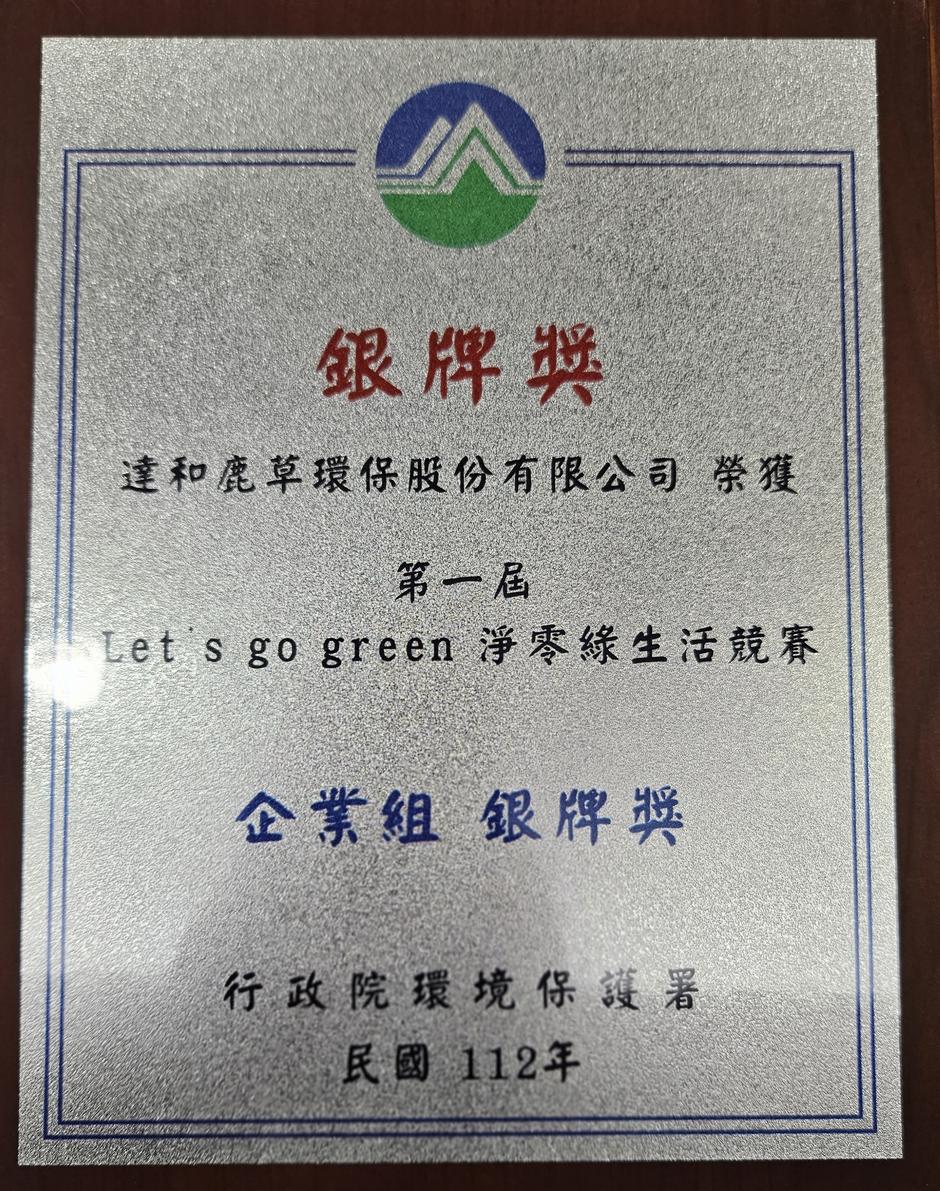 銀牌獎
達和鹿草環保股份有限公司 榮獲
第一屆
Let's go green 淨零綠生活競賽
企業組 銀牌獎
行政院環境保護署
民國 112年